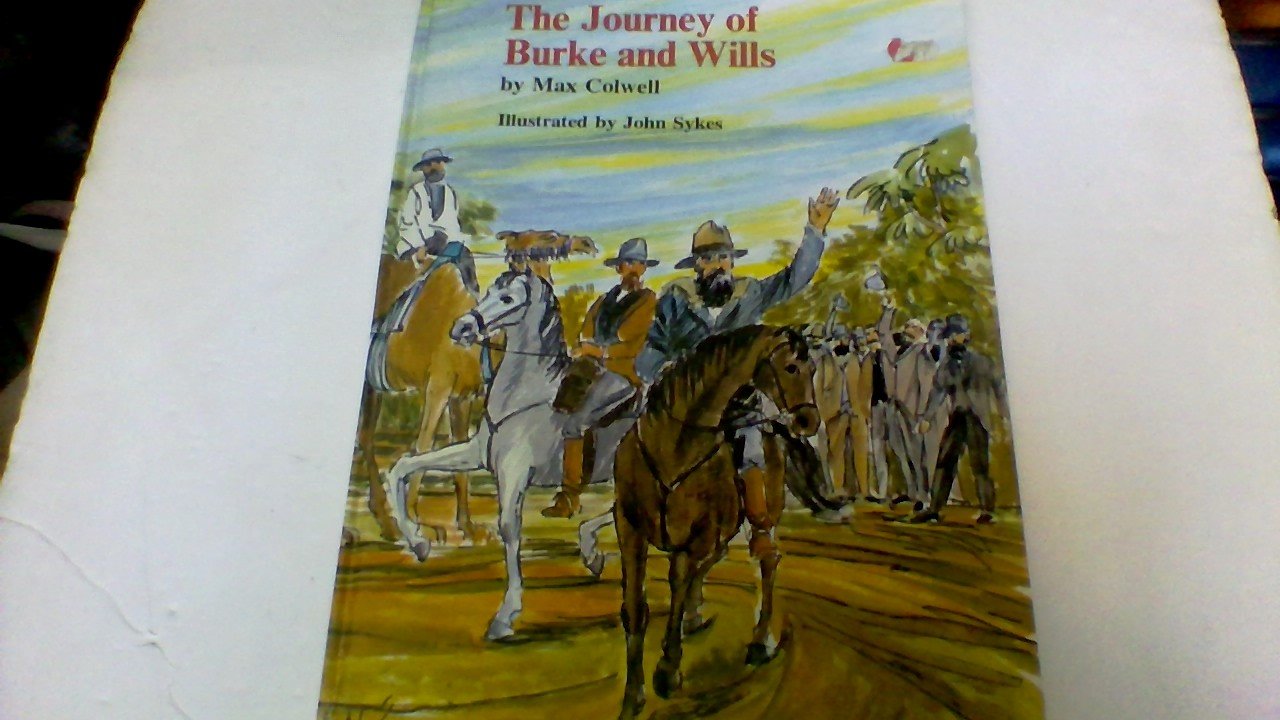 The Journey of
Burke and Wills
by Max Colwell
Illustrated by John Sykes